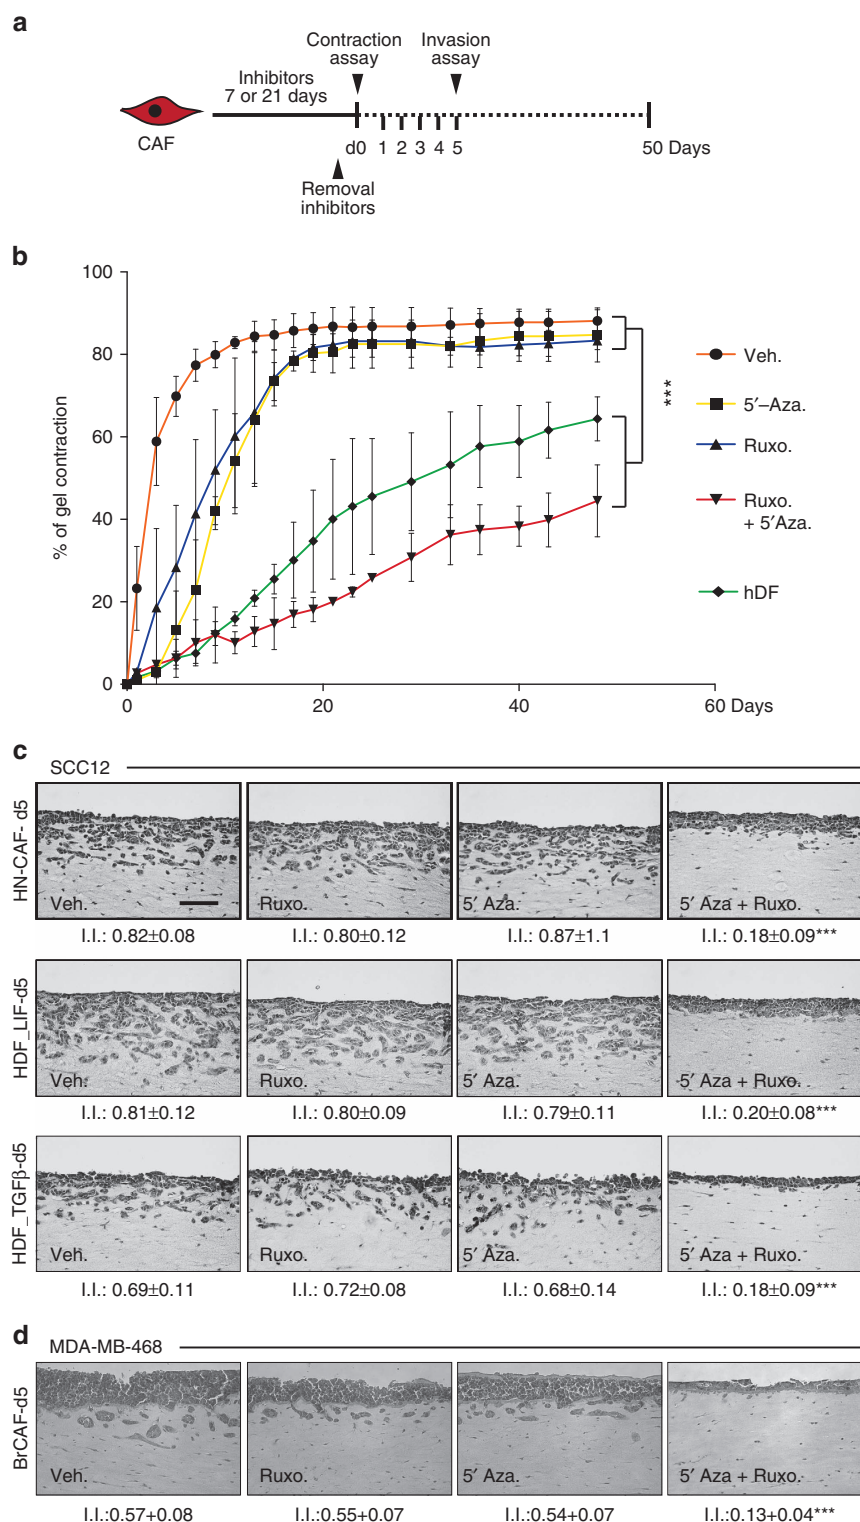 a
Contraction assay
Invasion assay
Inhibitors 7 or 21 days
CAF
d0 1 2 3 4 5 50 Days
Removal inhibitors
b
% of gel contraction
100
80
60
40
20
0
0 20 40 60 Days
***
Veh.
5′–Aza.
Ruxo.
Ruxo. + 5′Aza.
hDF
c
SCC12
HN-CAF- d5
Veh. Ruxo. 5′ Aza. 5′ Aza + Ruxo.
I.I.: 0.82±0.08 I.I.: 0.80±0.12 I.I.: 0.87±1.1 I.I.: 0.18±0.09***
HDF_LIF-d5
Veh. Ruxo. 5′ Aza. 5′ Aza + Ruxo.
I.I.: 0.81±0.12 I.I.: 0.80±0.09 I.I.: 0.79±0.11 I.I.: 0.20±0.08***
HDF_TGFβ-d5
Veh. Ruxo. 5′ Aza. 5′ Aza + Ruxo.
I.I.: 0.69±0.11 I.I.: 0.72±0.08 I.I.: 0.68±0.14 I.I.: 0.18±0.09***
d
MDA-MB-468
BrCAF-d5
Veh. Ruxo. 5′ Aza. 5′ Aza + Ruxo.
I.I.:0.57+0.08 I.I.:0.55+0.07 I.I.:0.54+0.07 I.I.:0.13+0.04***